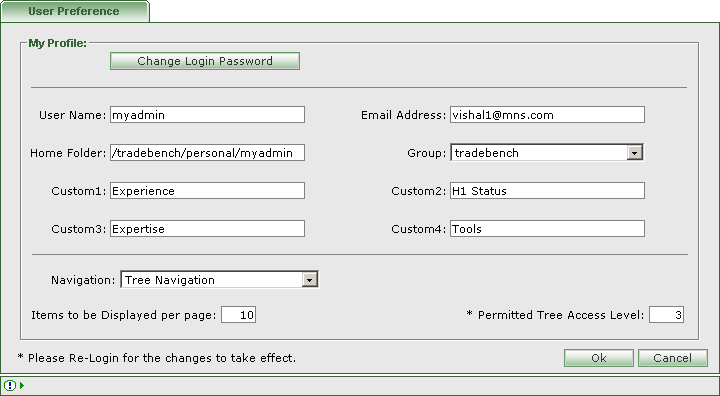 User Preference
My Profile:
Change Login Password
User Name: myadmin Email Address: vishal1@mns.com
Home Folder: /tradebench/personal/myadmin Group: tradebench
Custom1: Experience Custom2: H1 Status
Custom3: Expertise Custom4: Tools
Navigation: Tree Navigation
Items to be Displayed per page: 10 * Permitted Tree Access Level: 3
* Please Re-Login for the changes to take effect. Ok Cancel